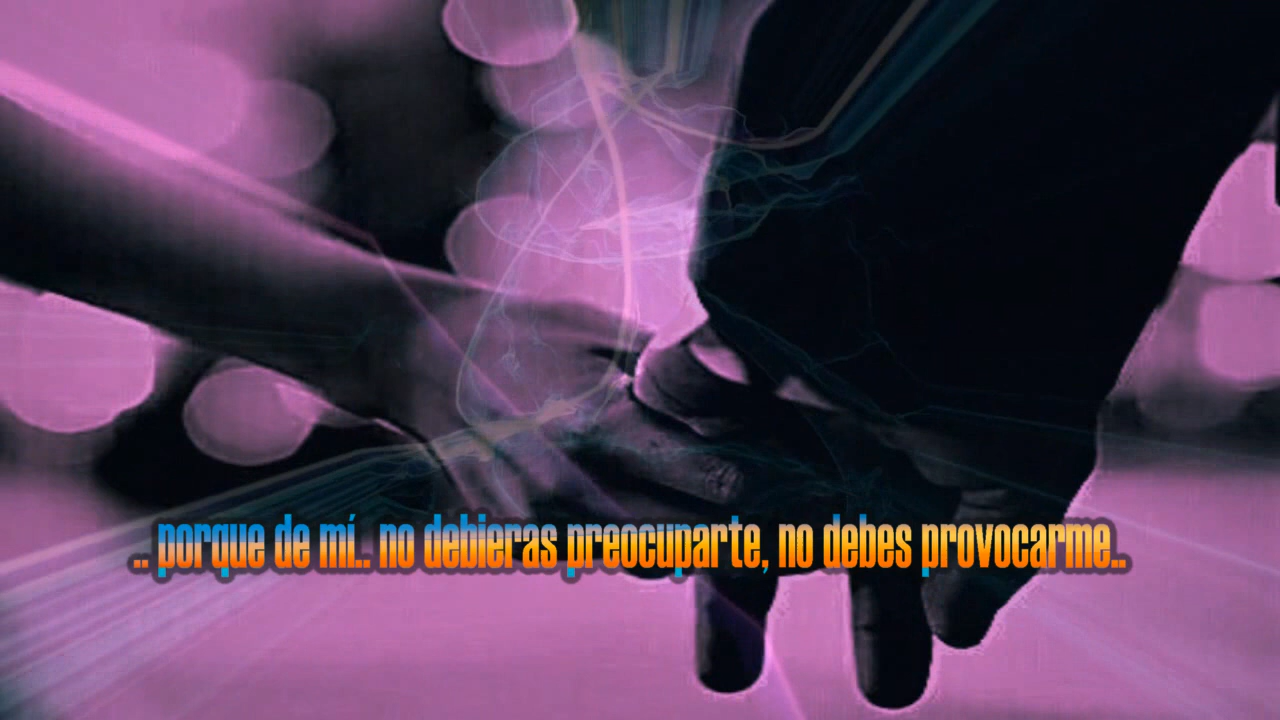 .. porque de mí.. no debieras preocuparte, no debes provocarme..